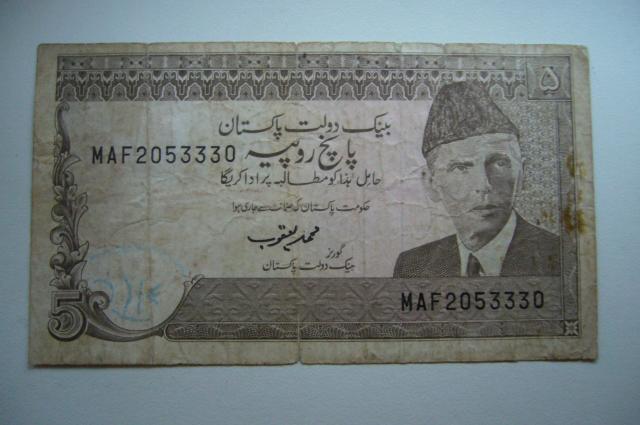 ۵
بینک دولت پاکستان
پانچ روپیہ
MAF2053330
حامل ہٰذا کو مطالبہ پر ادا کریگا
حکومت پاکستان کی ضمانت سے جاری ہوا
محمد یعقوب
گورنر
بینک دولت پاکستان
5
MAF2053330